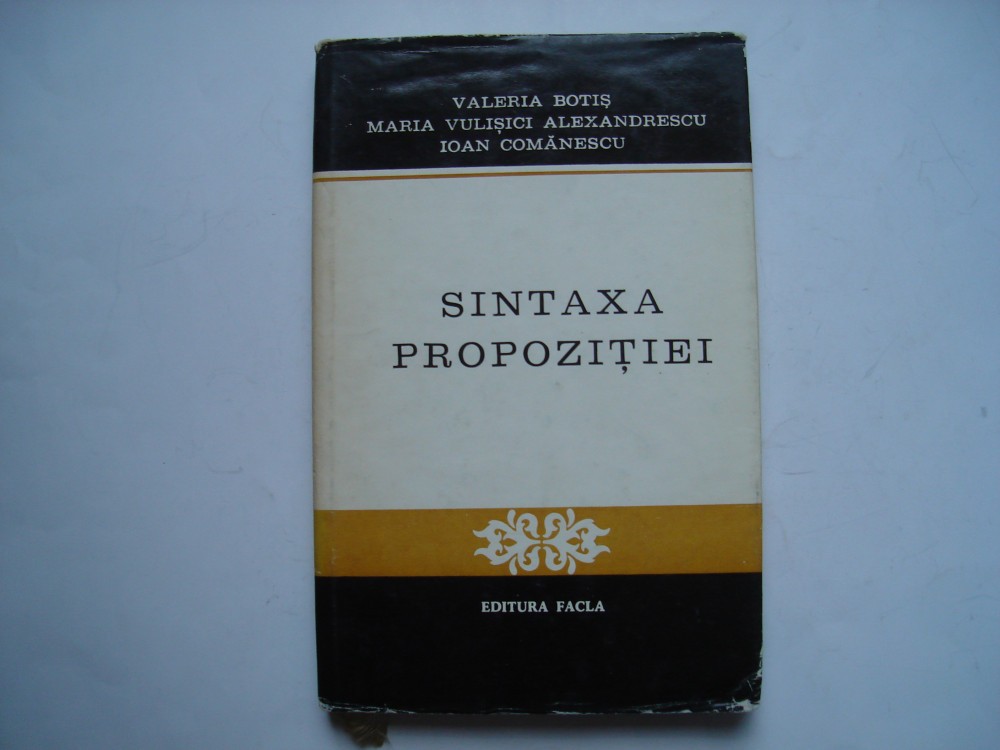 VALERIA BOTIȘ
MARIA VULIȘICI ALEXANDRESCU
IOAN COMĂNESCU
SINTAXA
PROPOZIȚIEI
EDITURA FACLA